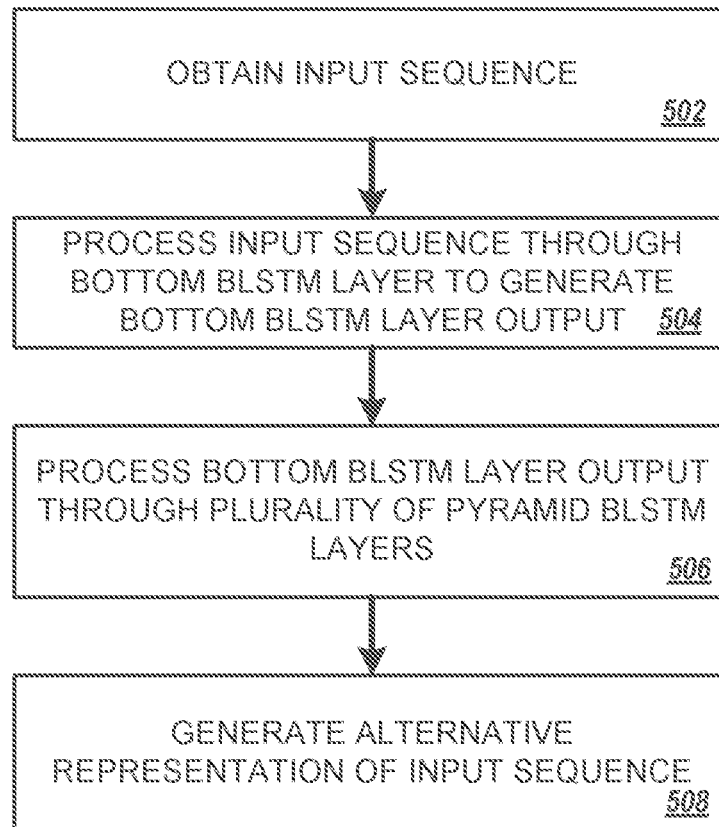 OBTAIN INPUT SEQUENCE
502
PROCESS INPUT SEQUENCE THROUGH
BOTTOM BLSTM LAYER TO GENERATE
BOTTOM BLSTM LAYER OUTPUT 504
PROCESS BOTTOM BLSTM LAYER OUTPUT
THROUGH PLURALITY OF PYRAMID BLSTM
LAYERS
506
GENERATE ALTERNATIVE
REPRESENTATION OF INPUT SEQUENCE
508